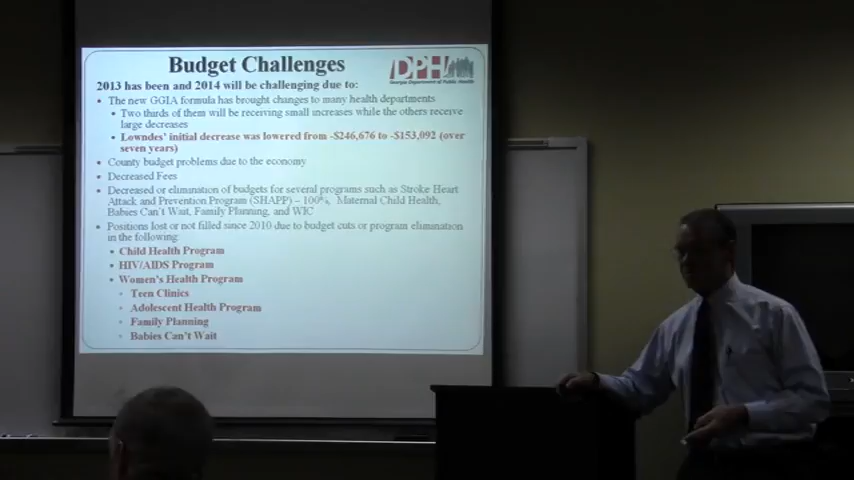 Budget Challenges
DPH
Georgia Department of Public Health
2013 has been and 2014 will be challenging due to:
• The new GGIA formula has brought changes to many health departments
• Two thirds of them will be receiving small increases while the others receive
large decreases
• Lowndes' initial decrease was lowered from -$246,676 to -$153,092 (over
seven years)
• County budget problems due to the economy
• Decreased Fees
• Decreased or elimination of budgets for several programs such as Stroke Heart
Attack and Prevention Program (SHAPP) – 100%, Maternal Child Health,
Babies Can't Wait, Family Planning, and WIC
• Positions lost or not filled since 2010 due to budget cuts or program elimination
in the following:
• Child Health Program
• HIV/AIDS Program
• Women's Health Program
• Teen Clinics
• Adolescent Health Program
• Family Planning
• Babies Can't Wait